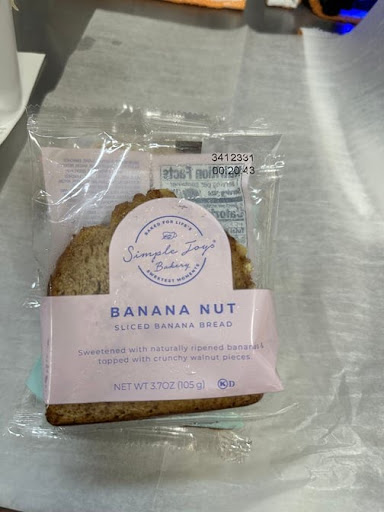 3412331
00:20:43
Nutrition Facts
BAKED FOR LIFE'S
Simple Joys
Bakery
SWEETEST MOMENTS
BANANA NUT
SLICED BANANA BREAD
Sweetened with naturally ripened bananas
topped with crunchy walnut pieces
NET WT 3.7OZ (105 g)
K D